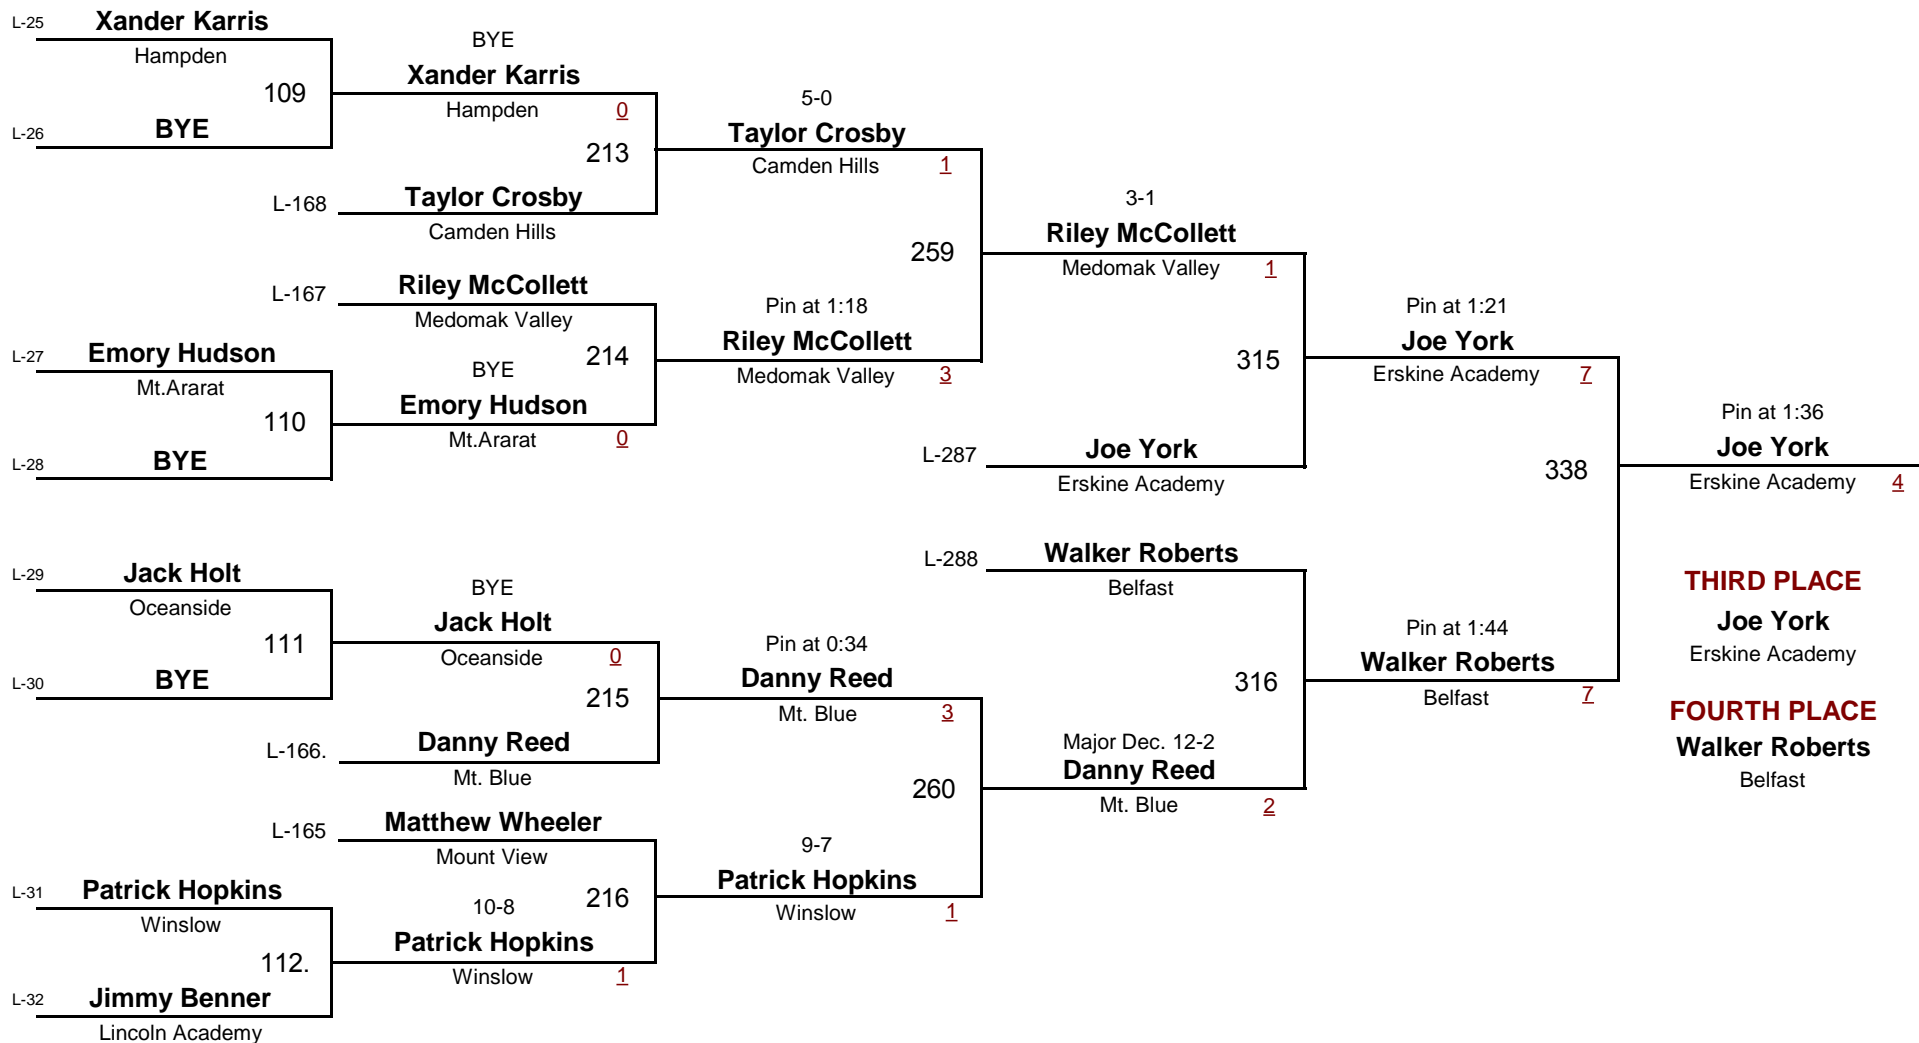 L-25 Xander Karris
Hampden
109
L-26 BYE
BYE
Xander Karris
Hampden 0
213
L-168 Taylor Crosby
Camden Hills
5-0
Taylor Crosby
Camden Hills 1
259
L-167 Riley McCollett
Medomak Valley
214
L-27 Emory Hudson
Mt.Ararat
110
L-28 BYE
BYE
Emory Hudson
Mt.Ararat 0
Pin at 1:18
Riley McCollett
Medomak Valley 3
3-1
Riley McCollett
Medomak Valley 1
315
L-287 Joe York
Erskine Academy
Pin at 1:21
Joe York
Erskine Academy 7
338
Pin at 1:36
Joe York
Erskine Academy 4
L-29 Jack Holt
Oceanside
111
L-30 BYE
BYE
Jack Holt
Oceanside 0
215
L-166. Danny Reed
Mt. Blue
Pin at 0:34
Danny Reed
Mt. Blue 3
260
L-165 Matthew Wheeler
Mount View
216
L-31 Patrick Hopkins
Winslow
112.
L-32 Jimmy Benner
Lincoln Academy
10-8
Patrick Hopkins
Winslow 1
9-7
Patrick Hopkins
Winslow 1
L-288 Walker Roberts
Belfast
316
Major Dec. 12-2
Danny Reed
Mt. Blue 2
Pin at 1:44
Walker Roberts
Belfast 7
THIRD PLACE
Joe York
Erskine Academy
FOURTH PLACE
Walker Roberts
Belfast